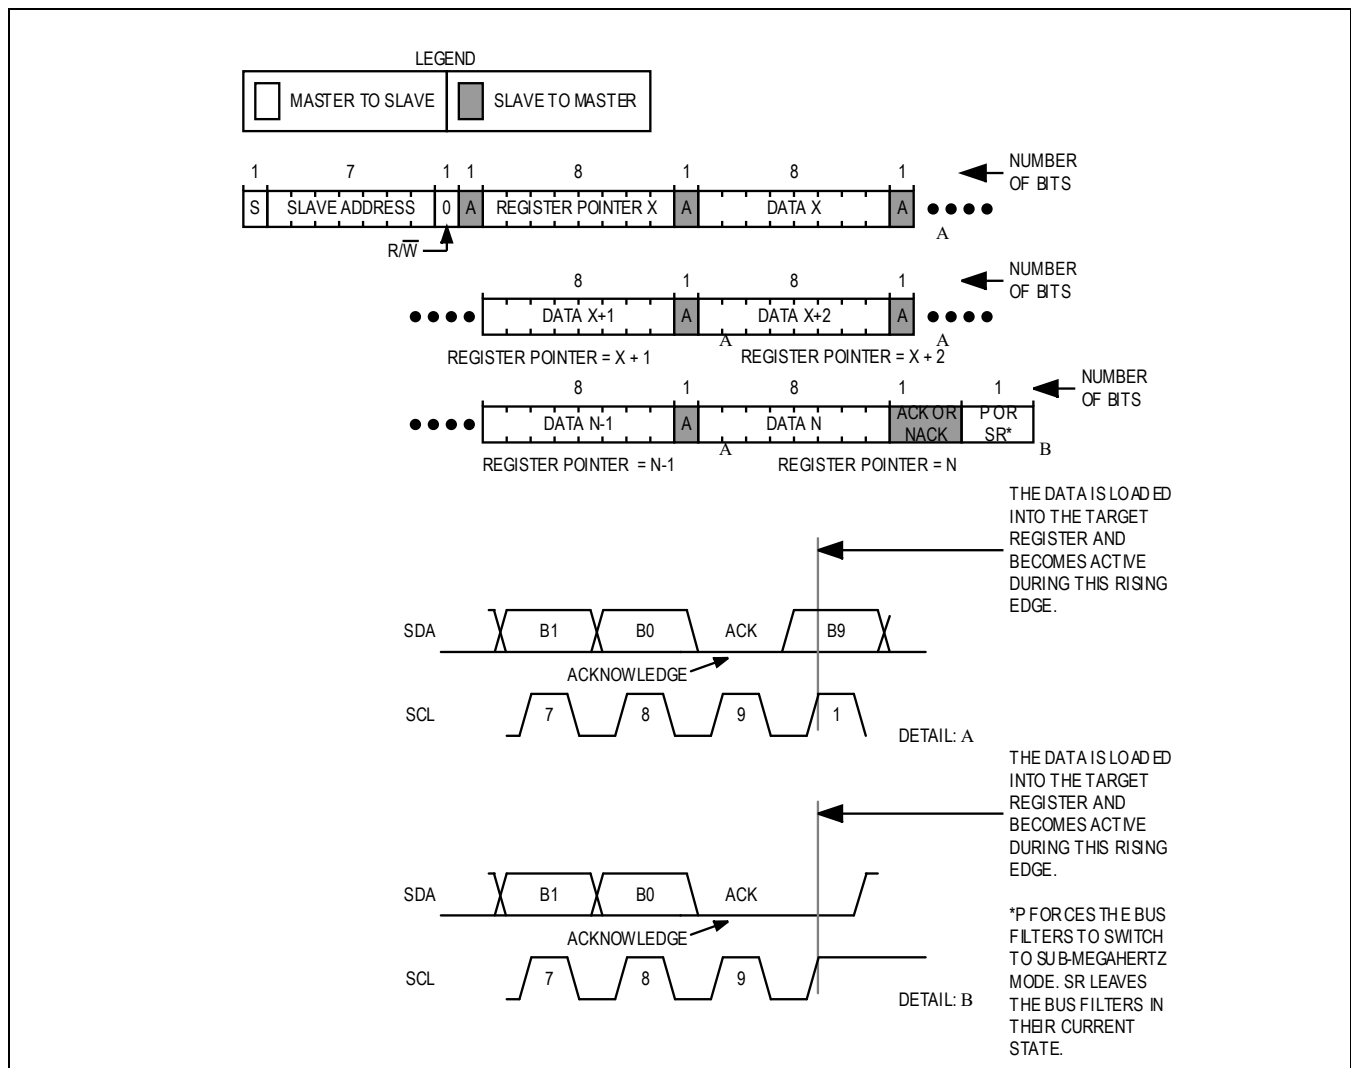 LEGEND
MASTER TO SLAVE SLAVE TO MASTER
1 7 1 1 8 1 8 1 NUMBER
OF BITS
S SLAVE ADDRESS 0 A REGISTER POINTER X A DATA X A
A
R/W
8 1 8 1 NUMBER
OF BITS
DATA X+1 A DATA X+2 A
A A
REGISTER POINTER = X + 1 REGISTER POINTER = X + 2
8 1 8 1 1 NUMBER
OF BITS
DATA N-1 A DATA N ACK OR NACK P OR SR*
A B
REGISTER POINTER = N-1 REGISTER POINTER = N
THE DATA IS LOADED
INTO THE TARGET
REGISTER AND
BECOMES ACTIVE
DURING THIS RISING
EDGE.
SDA B1 B0 ACK B9
ACKNOWLEDGE
SCL 7 8 9 1
DETAIL: A
THE DATA IS LOADED
INTO THE TARGET
REGISTER AND
BECOMES ACTIVE
DURING THIS RISING
EDGE.
SDA B1 B0 ACK
ACKNOWLEDGE
SCL 7 8 9
DETAIL: B
*P FORCES THE BUS
FILTERS TO SWITCH
TO SUB-MEGAHERTZ
MODE. SR LEAVES
THE BUS FILTERS IN
THEIR CURRENT
STATE.